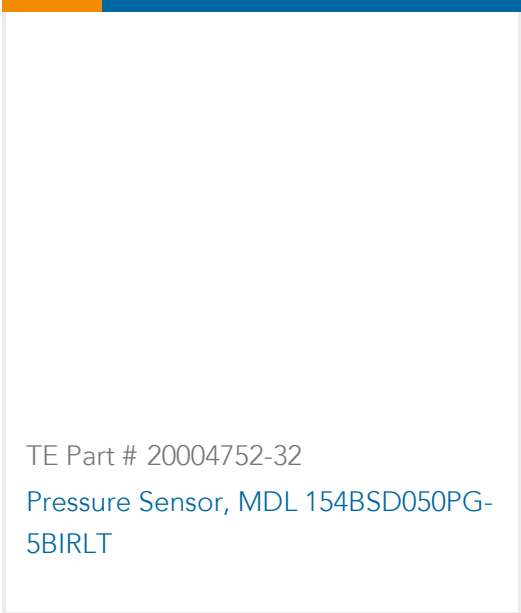 TE Part # 20004752-32
Pressure Sensor, MDL 154BSD050PG-
5BIRLT